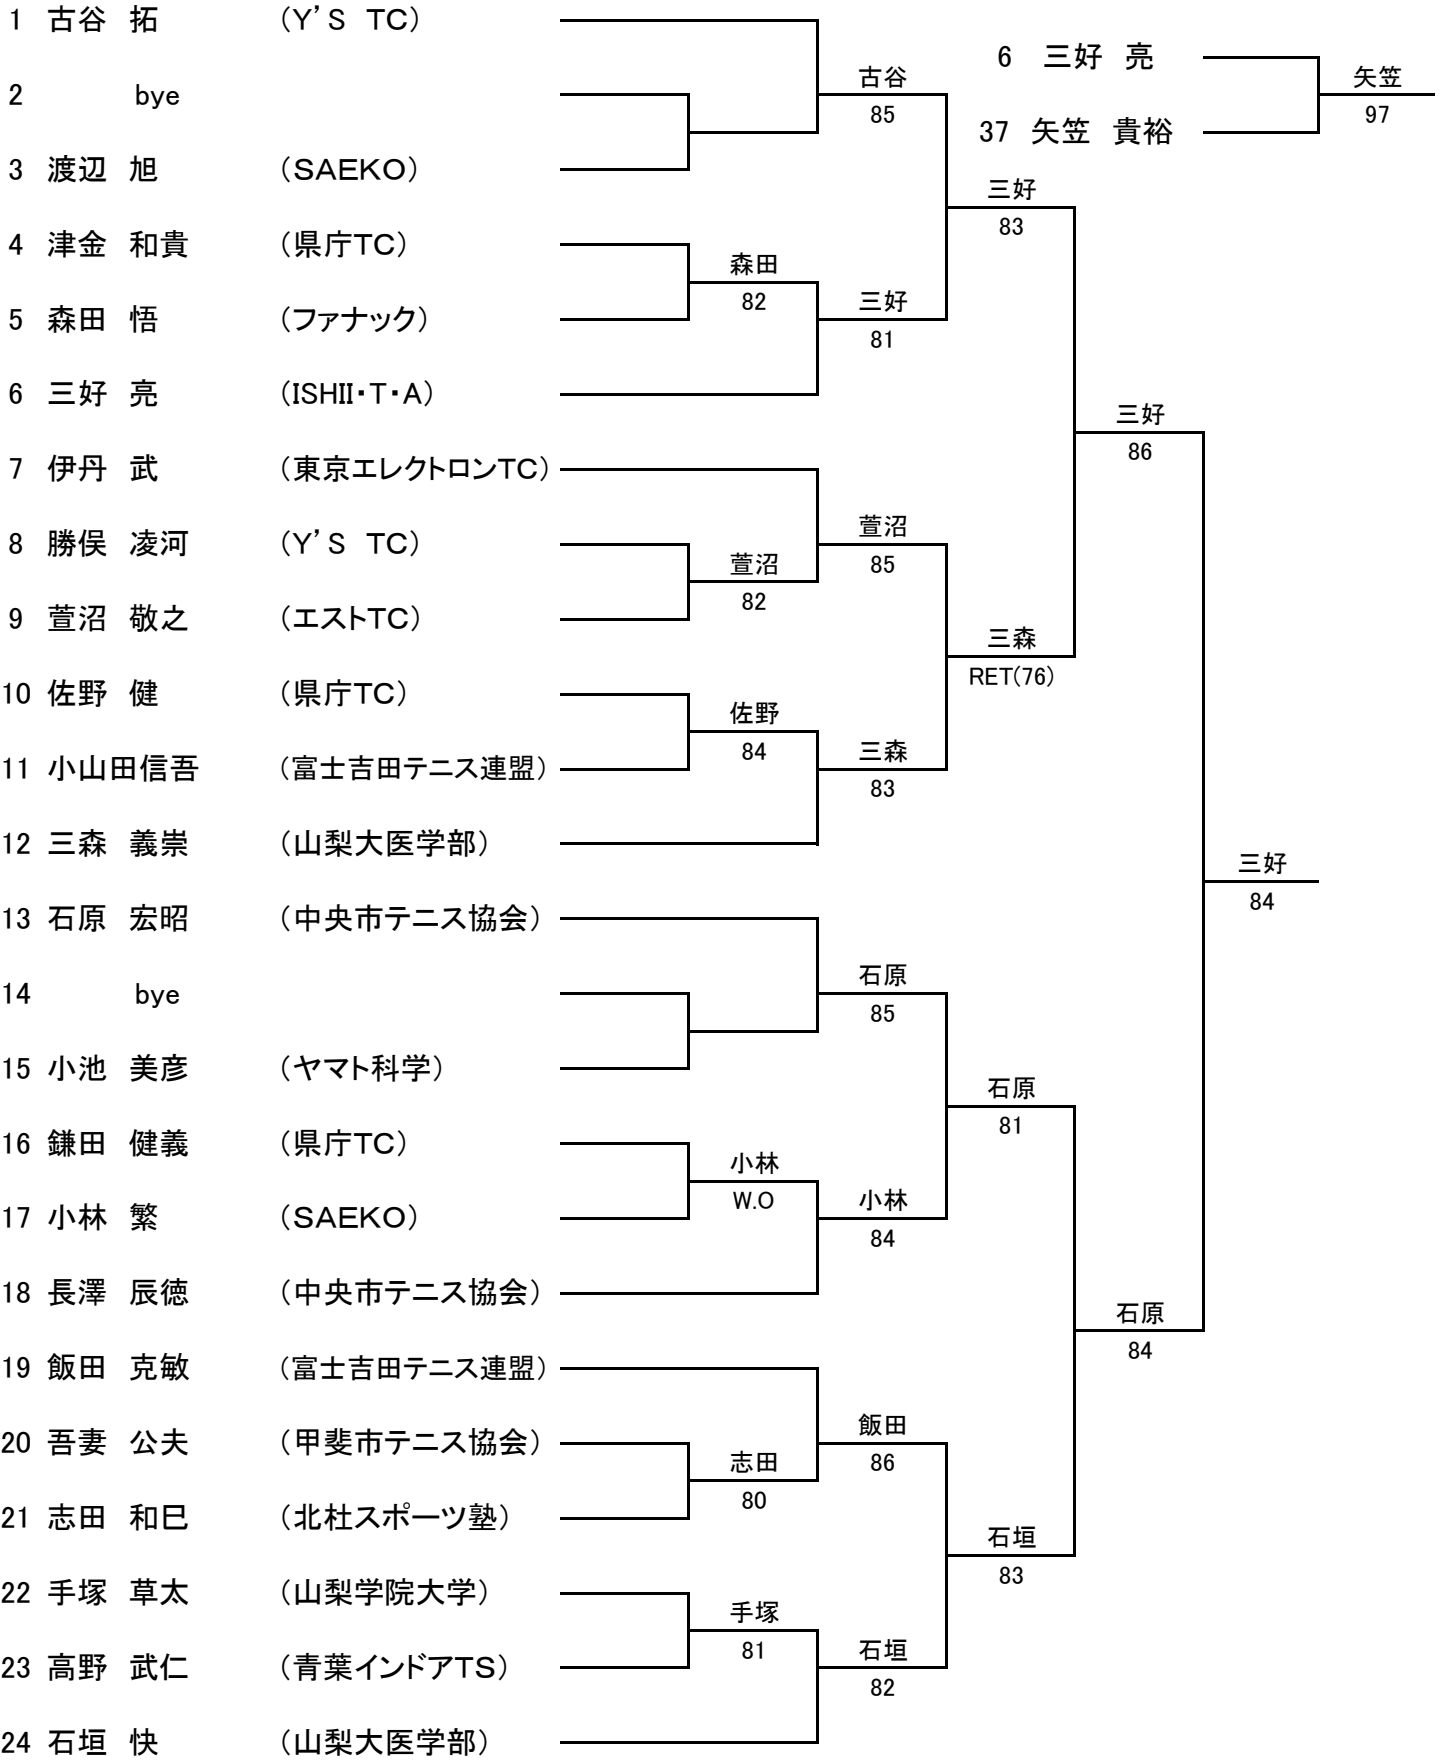 1 古谷 拓 (Y'S TC)
6 三好 亮
古谷
矢笠
2 bye
85
97
37 矢笠 貴裕
3 渡辺 旭 (SAEKO)
三好
83
4 津金 和貴 (県庁TC)
森田
82
三好
5 森田 悟 (ファナック)
81
6 三好 亮 (ISHII・T・A)
三好
86
7 伊丹 武 (東京エレクトロンTC)
萱沼
8 勝俣 凌河 (Y'S TC)
萱沼
85
82
9 萱沼 敬之 (エストTC)
三森
RET(76)
10 佐野 健 (県庁TC)
佐野
84
三森
11 小山田信吾 (富士吉田テニス連盟)
83
12 三森 義崇 (山梨大医学部)
三好
84
13 石原 宏昭 (中央市テニス協会)
石原
14 bye
85
15 小池 美彦 (ヤマト科学)
石原
81
16 鎌田 健義 (県庁TC)
小林
W.O
小林
17 小林 繁 (SAEKO)
84
18 長澤 辰徳 (中央市テニス協会)
石原
84
19 飯田 克敏 (富士吉田テニス連盟)
飯田
20 吾妻 公夫 (甲斐市テニス協会)
志田
86
80
21 志田 和巳 (北杜スポーツ塾)
石垣
83
22 手塚 草太 (山梨学院大学)
手塚
81
石垣
23 高野 武仁 (青葉インドアTS)
82
24 石垣 快 (山梨大医学部)